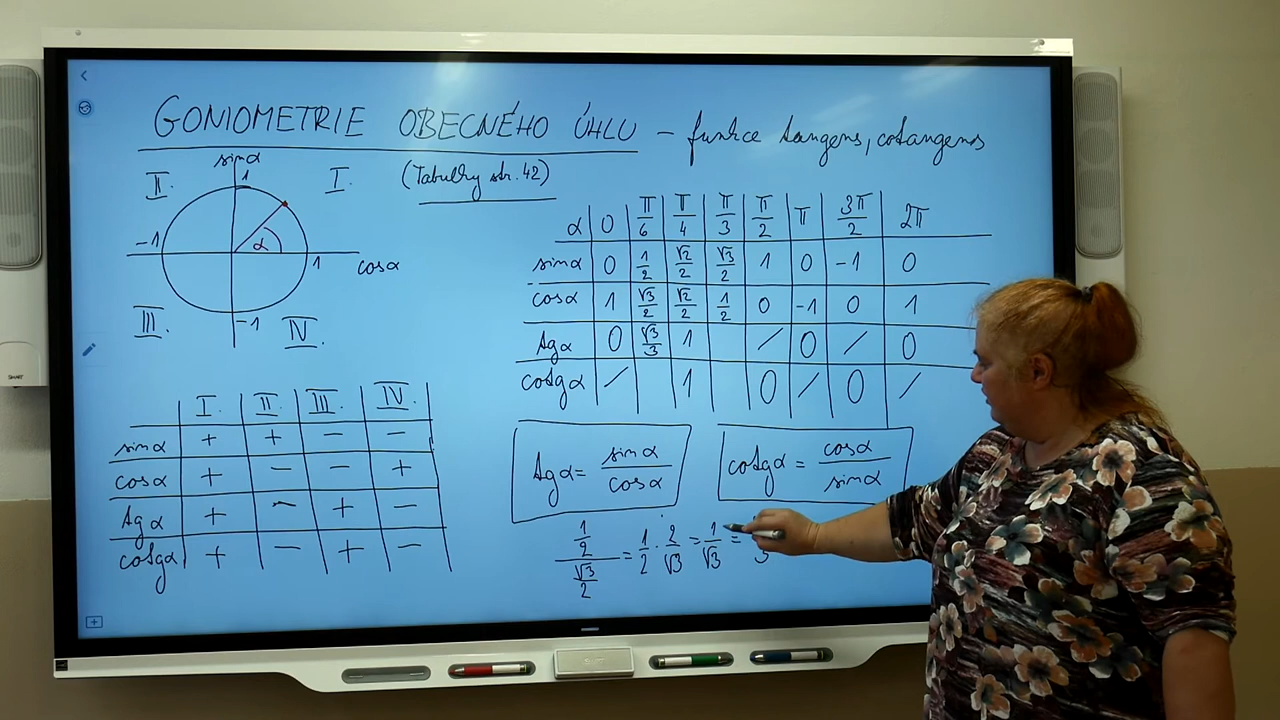 GONIOMETRIE OBECNÉHO ÚHLU - funkce tangens, cotangens
(Tabulky str. 42)
sinα
1
II. I.
-1 α 1 cosα
III. -1 IV.
α 0 π/6 π/4 π/3 π/2 π 3π/2 2π
sinα 0 1/2 √2/2 √3/2 1 0 -1 0
cosα 1 √3/2 √2/2 1/2 0 -1 0 1
tgα 0 √3/3 1 / 0 / 0
cotgα / 1 0 / 0 /
I. II. III. IV.
sinα + + - -
cosα + - - +
tgα + - + -
cotgα + - + -
tgα = sinα/cosα
cotgα = cosα/sinα
1/2 / √3/2 = 1/2 · 2/√3 = 1/√3 = 3
SMART